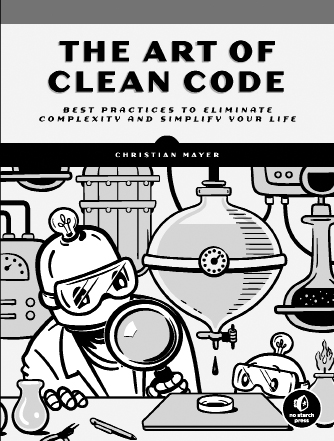 THE ART OF
CLEAN CODE
BEST PRACTICES TO ELIMINATE
COMPLEXITY AND SIMPLIFY YOUR LIFE
CHRISTIAN MAYER
no starch
press